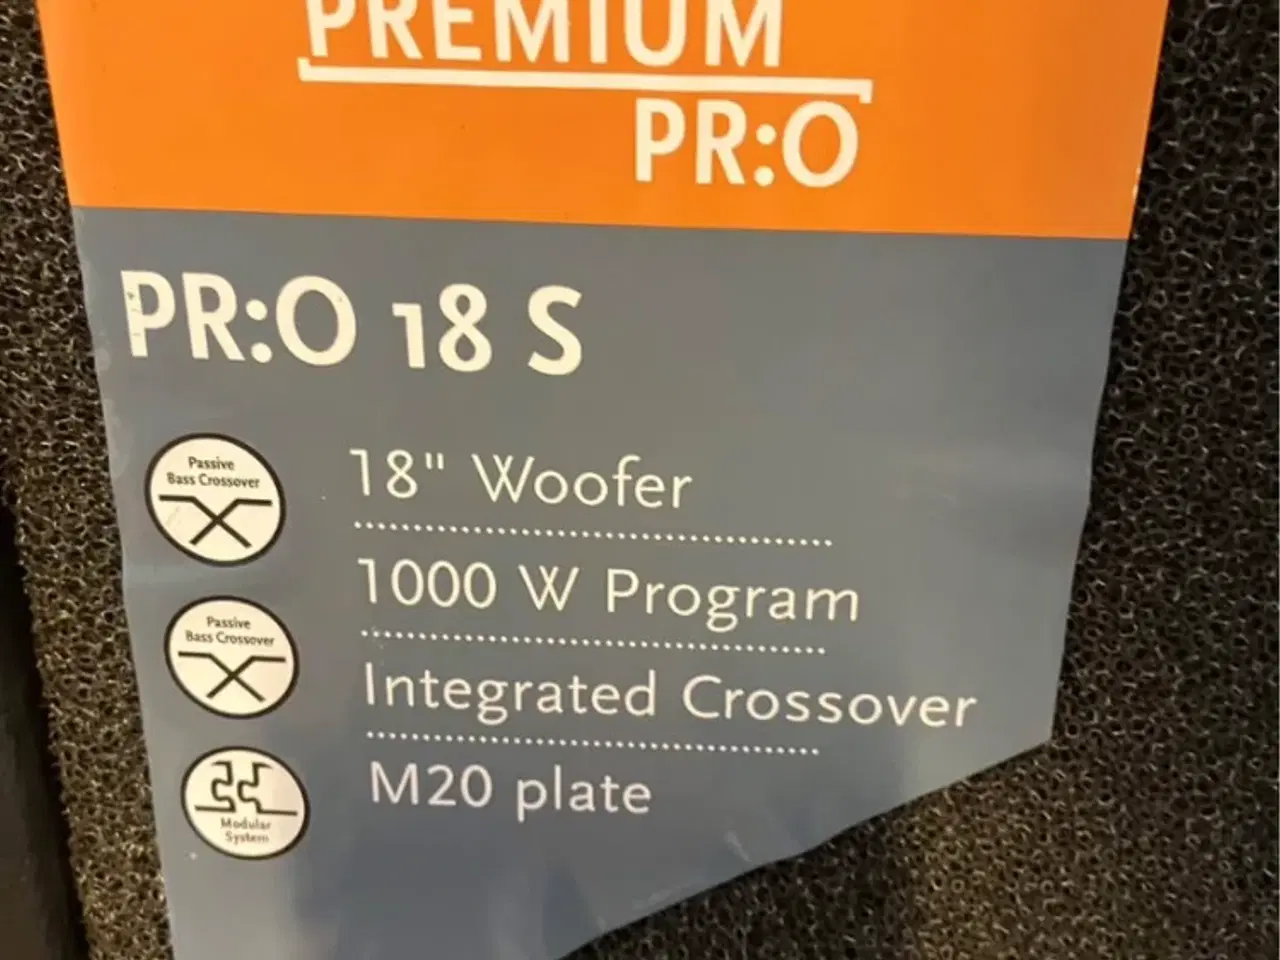 PREMIUM
PR:O
PR:O 18 S
Passive
Bass Crossover
18" Woofer
1000 W Program
Passive
Bass Crossover
Integrated Crossover
M20 plate
Modular
System